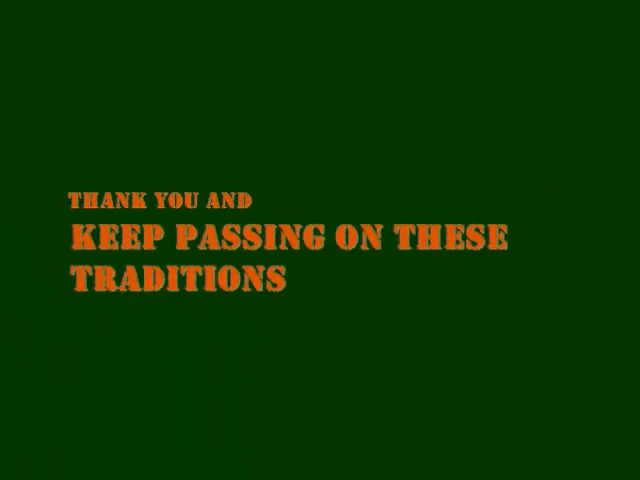 THANK YOU AND
KEEP PASSING ON THESE
TRADITIONS